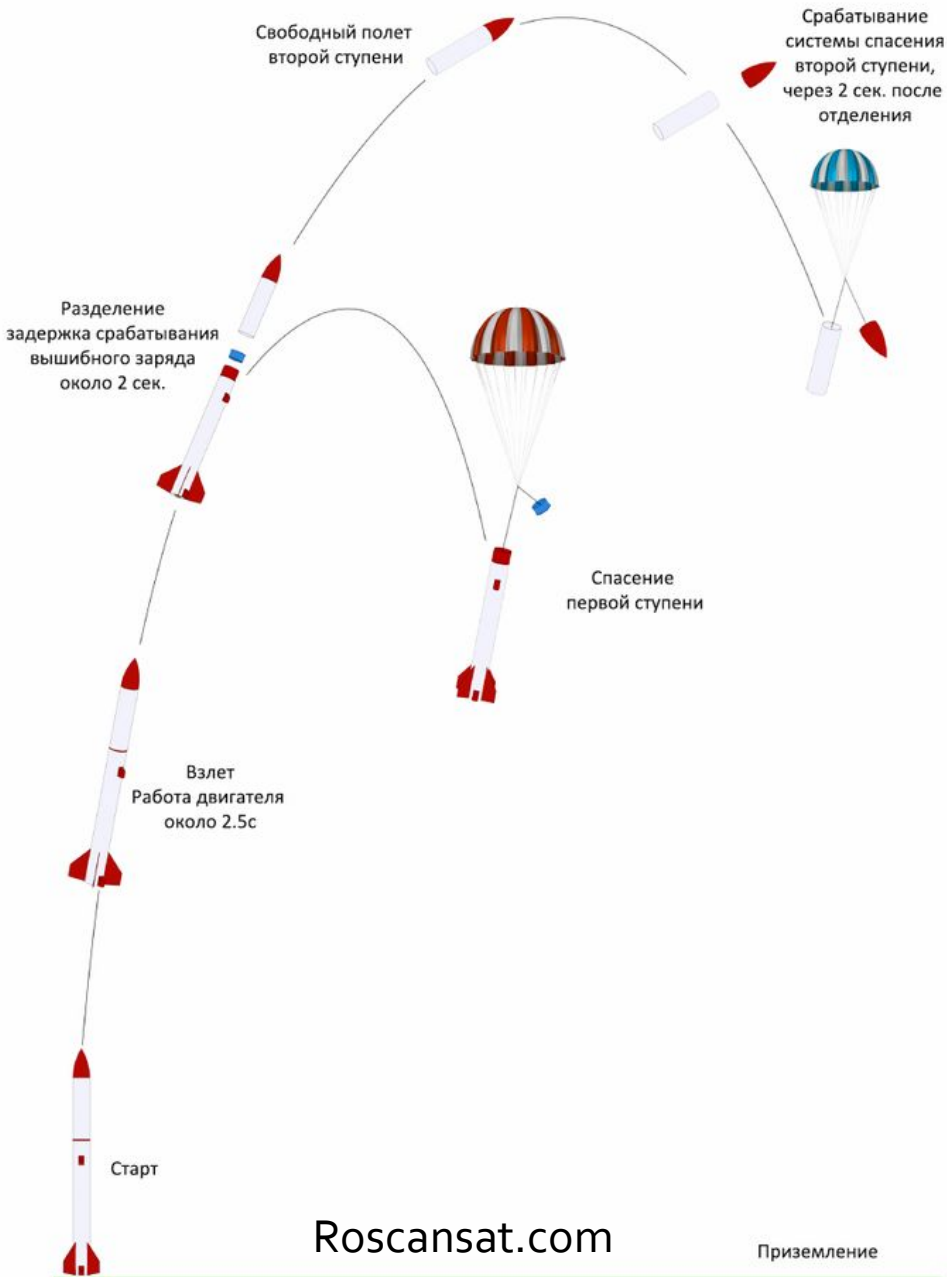 Свободный полет
второй ступени
Срабатывание
системы спасения
второй ступени,
через 2 сек. после
отделения
Разделение
задержка срабатывания
вышибного заряда
около 2 сек.
Спасение
первой ступени
Взлет
Работа двигателя
около 2.5с
Старт
Roscansat.com
Приземление